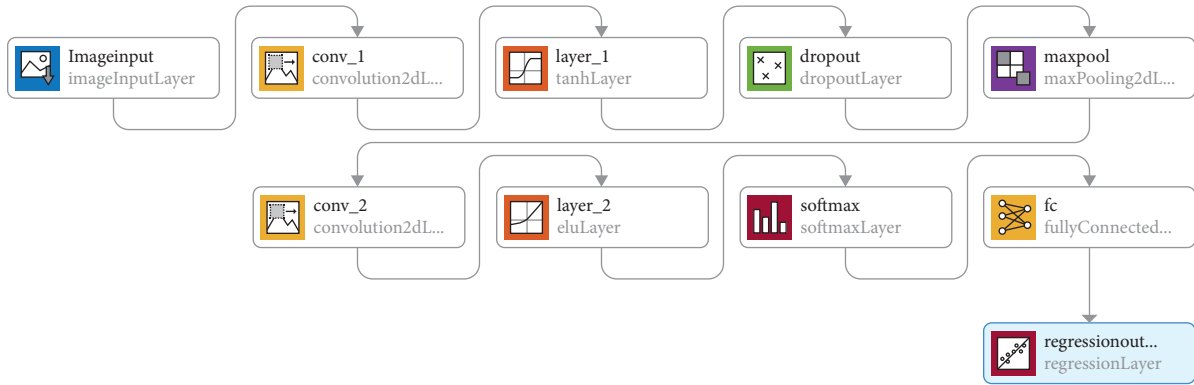 Imageinput
imageInputLayer
conv_1
convolution2dL...
layer_1
tanhLayer
dropout
dropoutLayer
maxpool
maxPooling2dL...
conv_2
convolution2dL...
layer_2
eluLayer
softmax
softmaxLayer
fc
fullyConnected...
regressionout...
regressionLayer